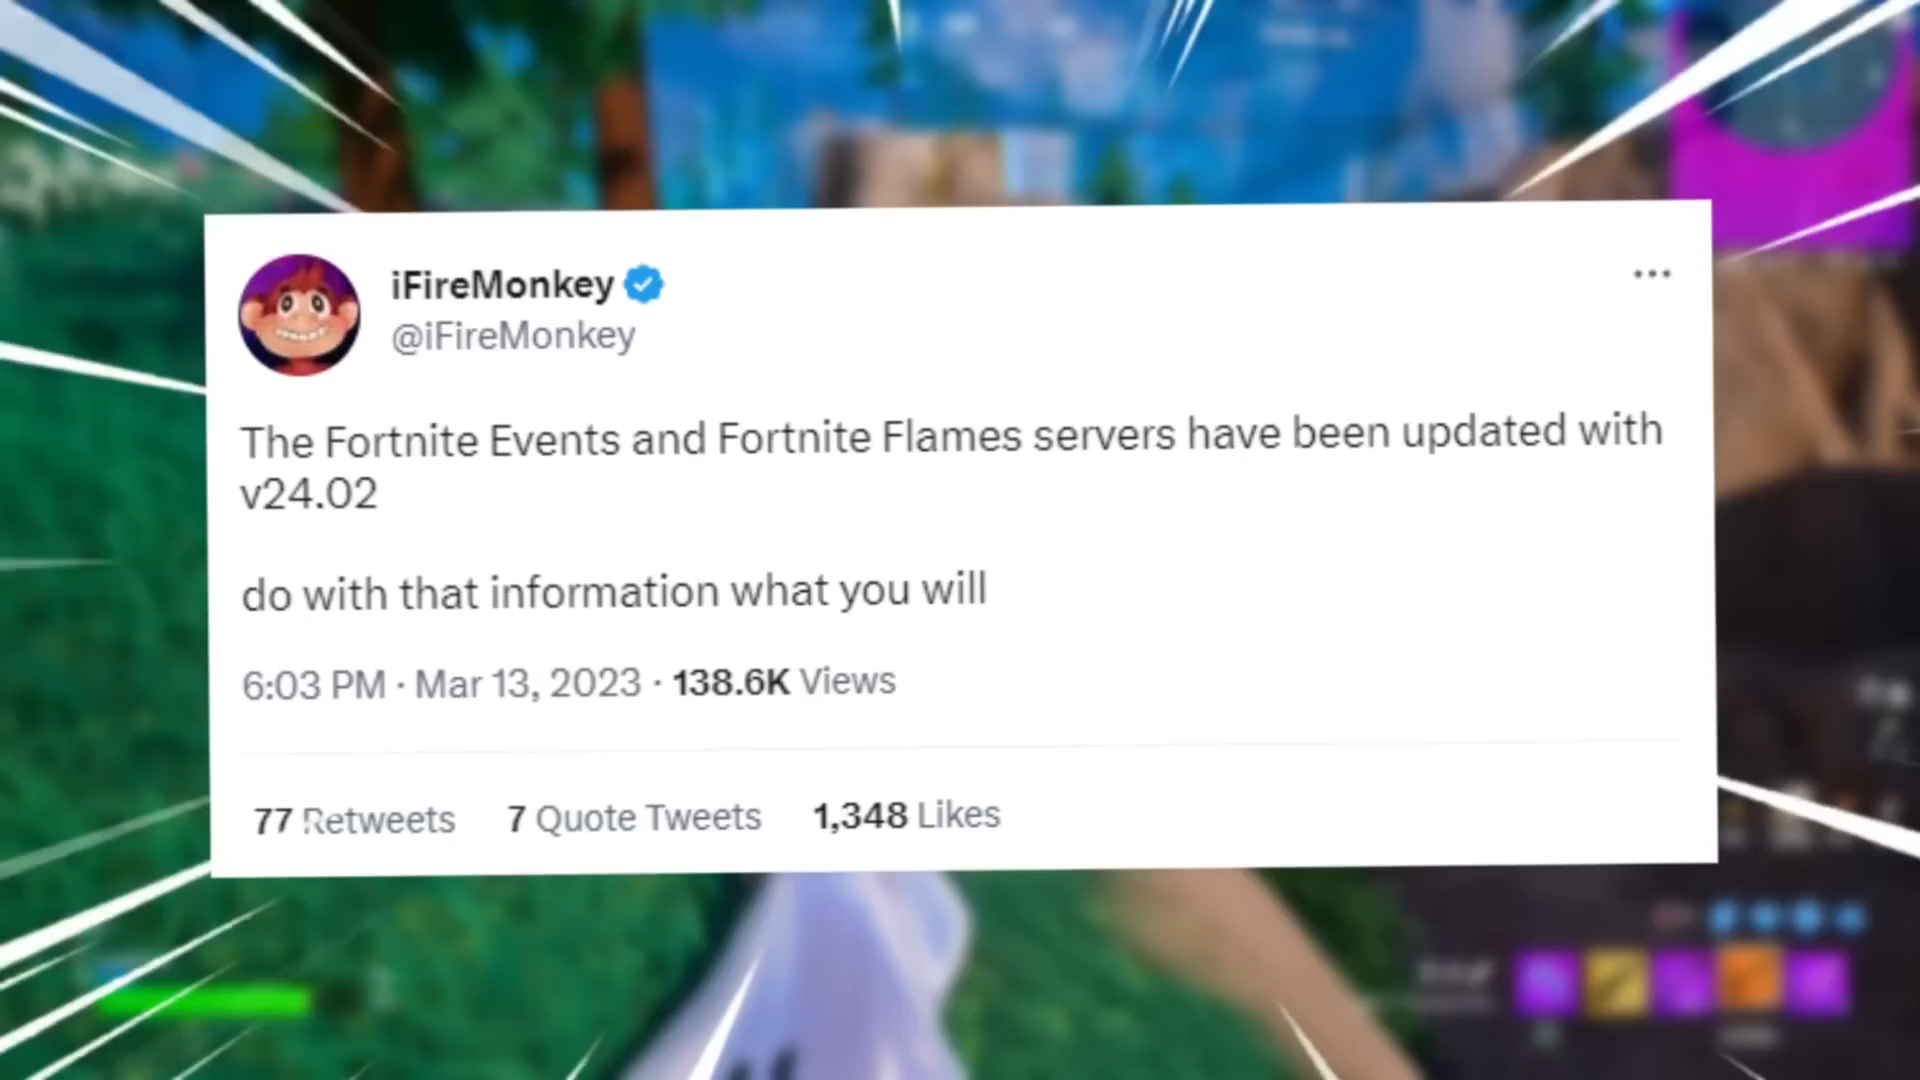 iFireMonkey
@iFireMonkey
The Fortnite Events and Fortnite Flames servers have been updated with
v24.02
do with that information what you will
6:03 PM · Mar 13, 2023 · 138.6K Views
77 Retweets 7 Quote Tweets 1,348 Likes